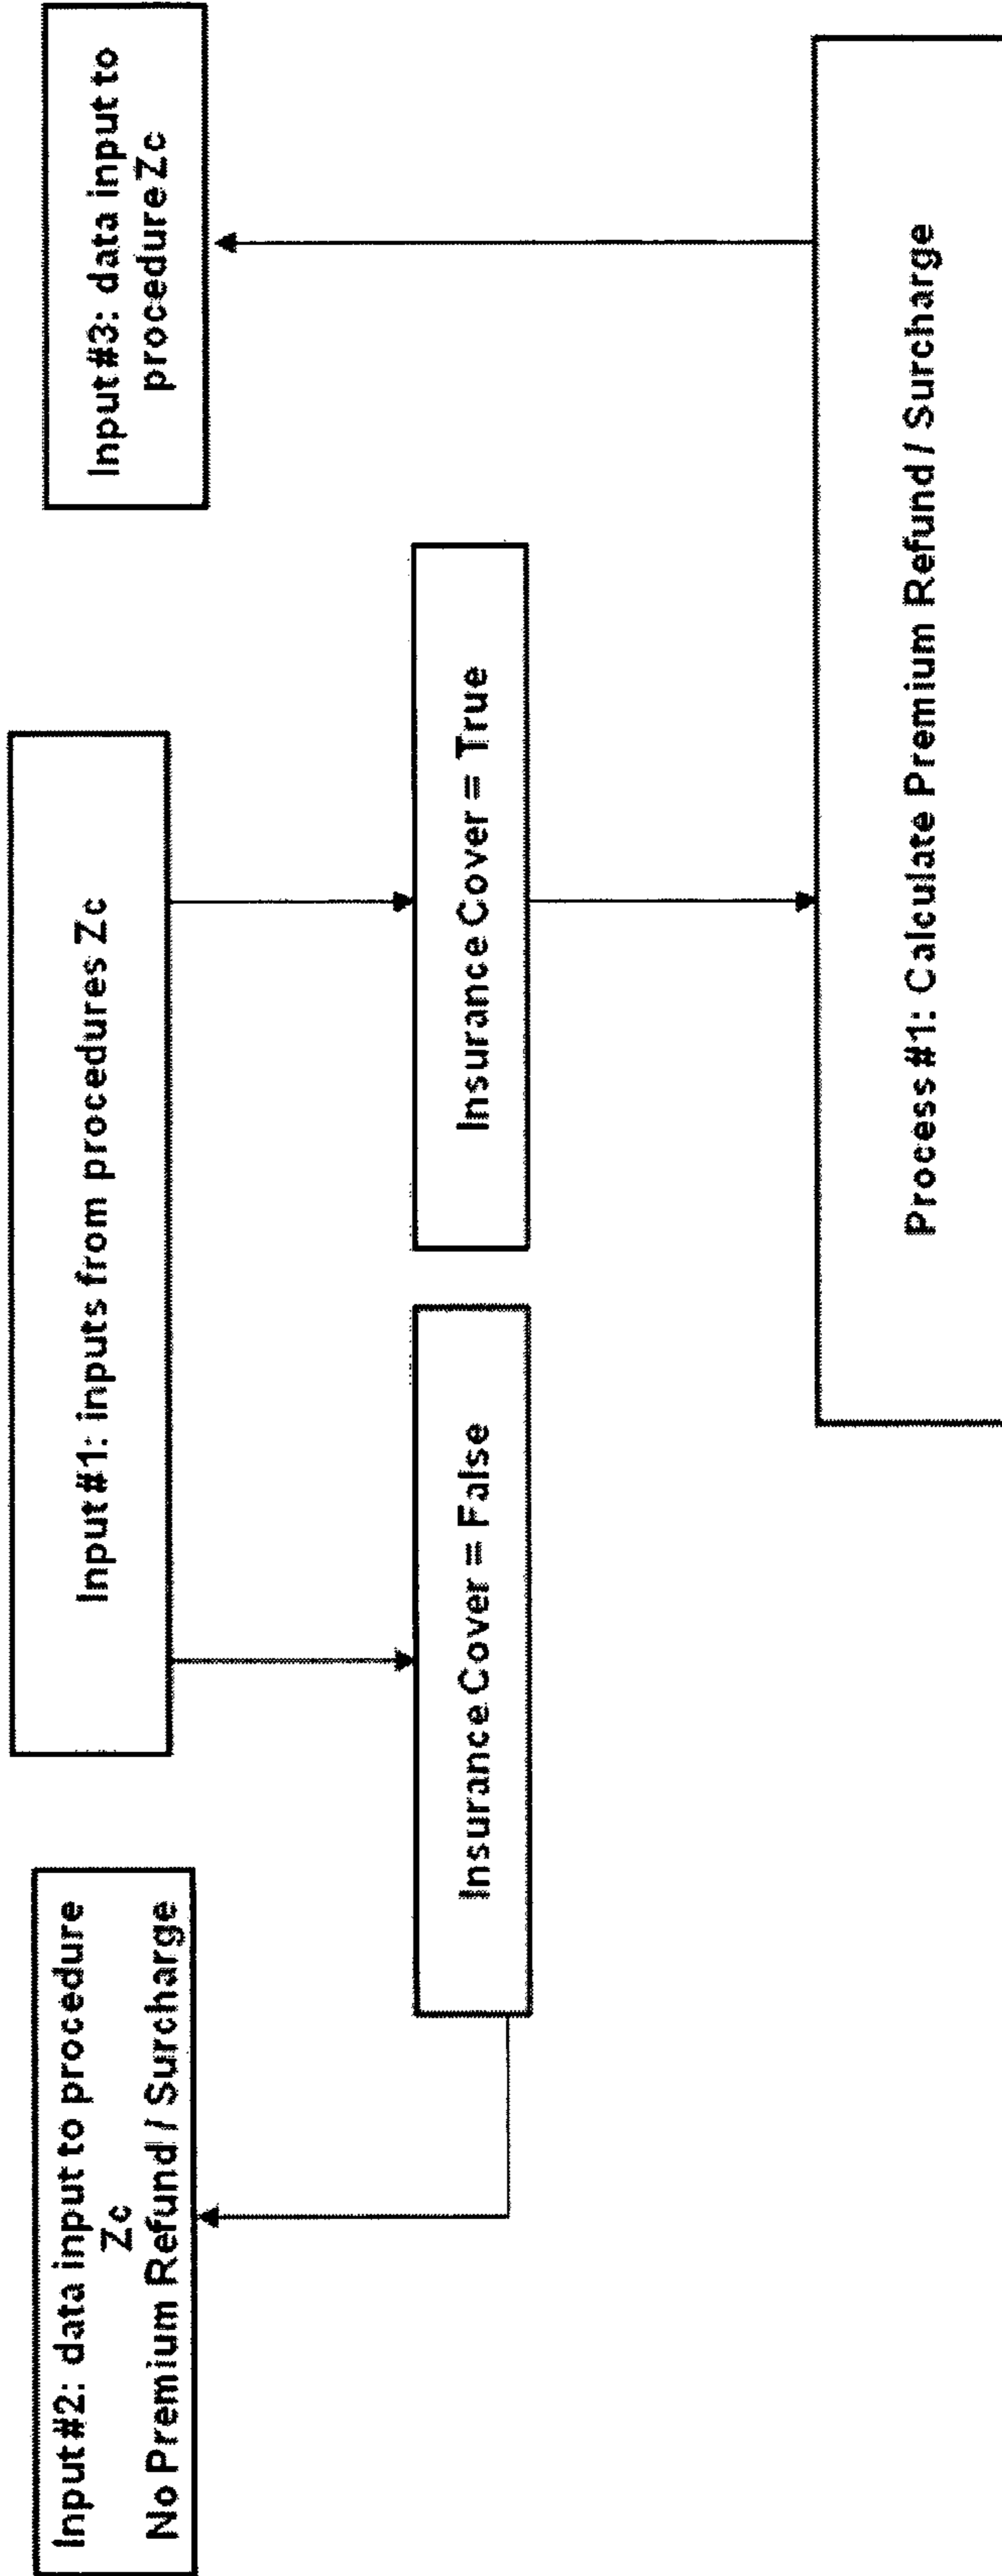 Input #2: data input to procedure
Zc
No Premium Refund / Surcharge
Input #1: inputs from procedures Zc
Input #3: data input to
procedure Zc
Insurance Cover = False
Insurance Cover = True
Process #1: Calculate Premium Refund / Surcharge